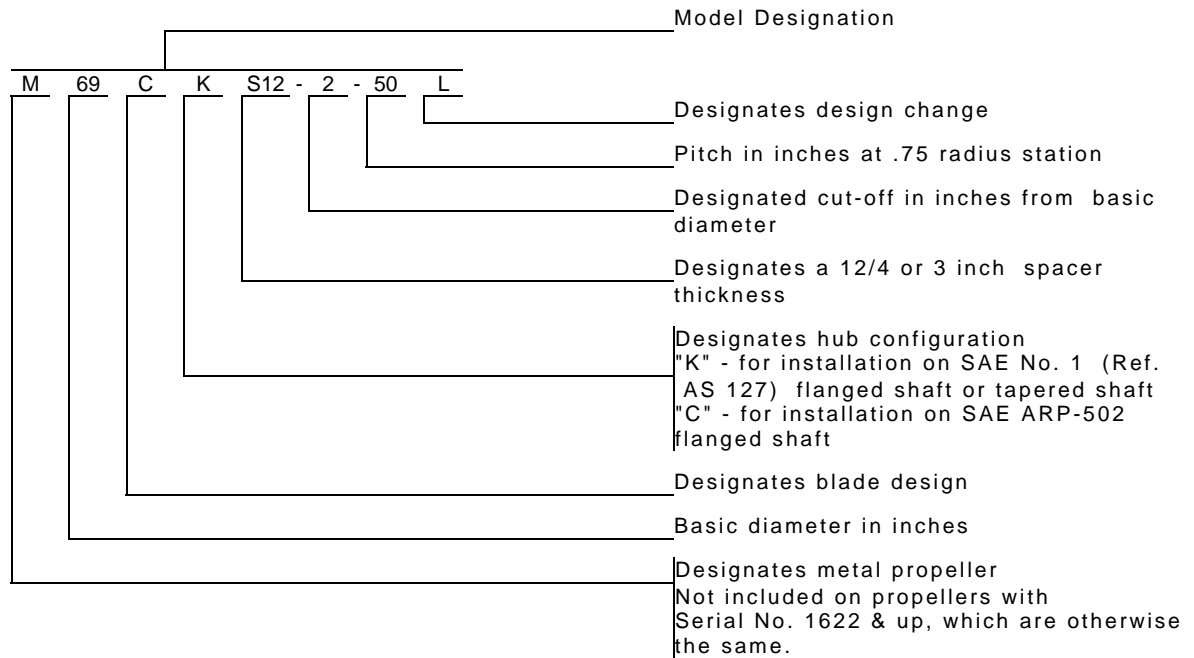 Model Designation
M 69 C K S12 - 2 - 50 L
Designates design change
Pitch in inches at .75 radius station
Designated cut-off in inches from basic
diameter
Designates a 12/4 or 3 inch spacer
thickness
Designates hub configuration
"K" - for installation on SAE No. 1 (Ref.
AS 127) flanged shaft or tapered shaft
"C" - for installation on SAE ARP-502
flanged shaft
Designates blade design
Basic diameter in inches
Designates metal propeller
Not included on propellers with
Serial No. 1622 & up, which are otherwise
the same.